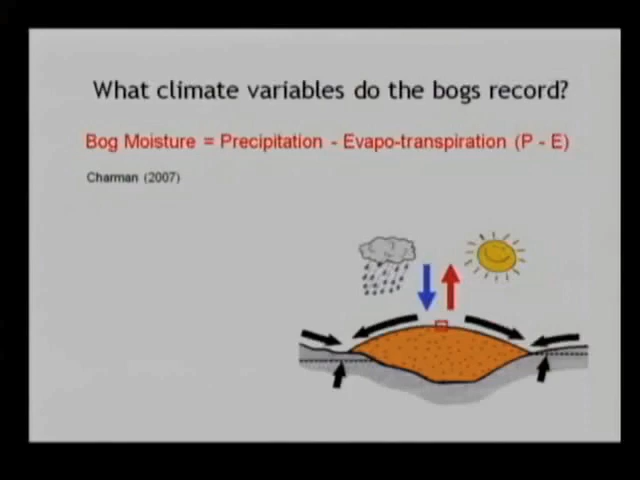 What climate variables do the bogs record?
Bog Moisture = Precipitation - Evapo-transpiration (P - E)
Charman (2007)